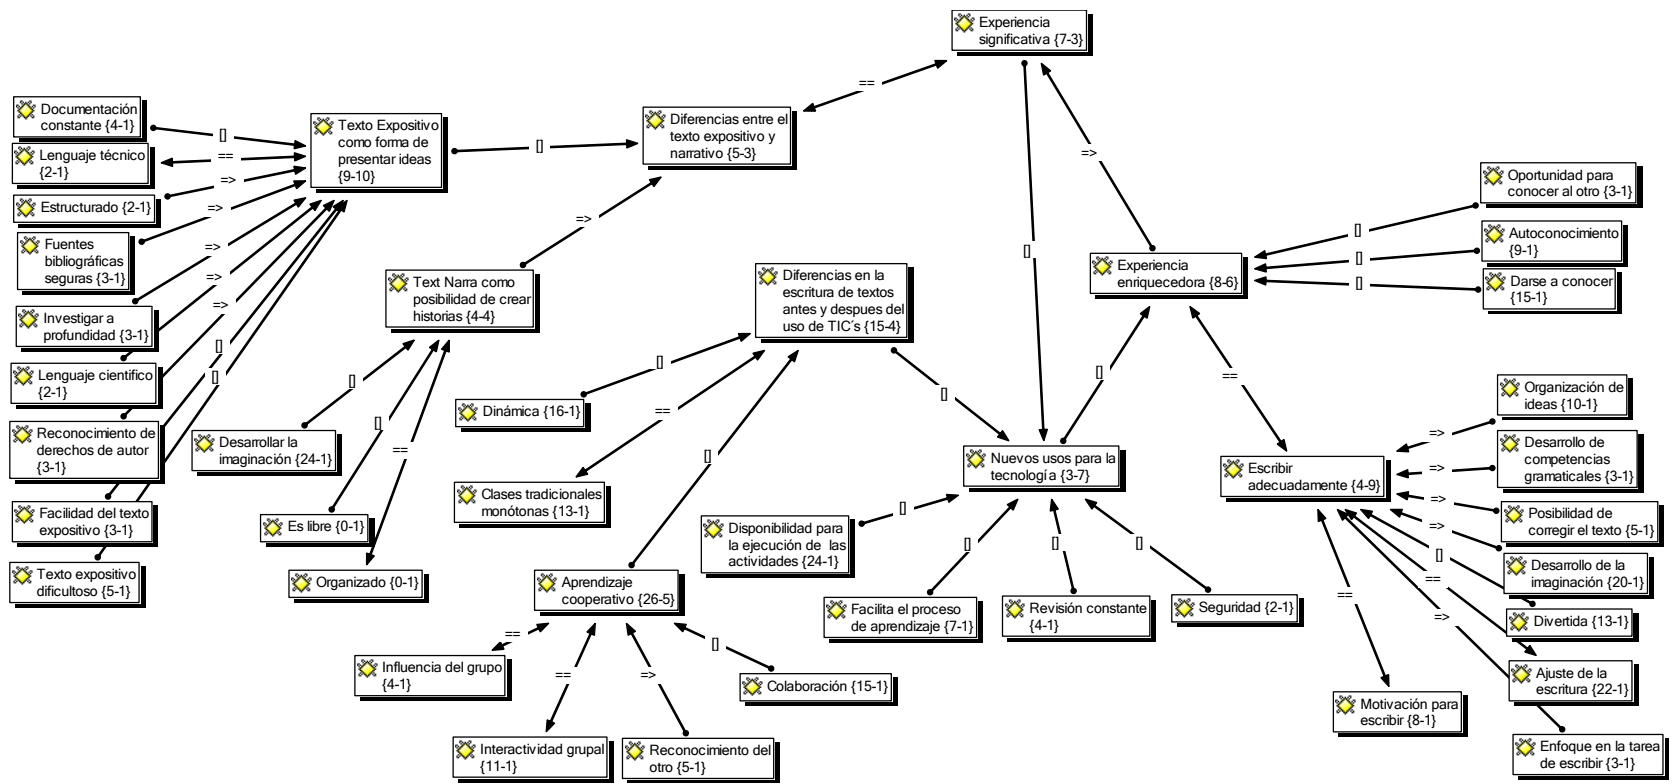 Experiencia
significativa {7-3}
==
Documentación
constante {4-1}
Texto Expositivo
como forma de
presentar ideas
{9-10}
Diferencias entre el
texto expositivo y
narrativo {5-3}
[]
[]
=>
Lenguaje técnico
{2-1}
==
Oportunidad para
conocer al otro {3-1}
=>
Estructurado {2-1}
=>
=>
[]
Autoconocimiento
{9-1}
Fuentes
bibliográficas
seguras {3-1}
=>
[]
[]
Experiencia
enriquecedora {8-6}
[]
Darse a conocer
{15-1}
[]
Text Narra como
posibilidad de crear
historias {4-4}
Diferencias en la
escritura de textos
antes y despues del
uso de TIC´s {15-4}
=>
Investigar a
profundidad {3-1}
=>
[]
[]
[]
[]
[]
==
Lenguaje cientifico
{2-1}
[]
Organización de
ideas {10-1}
Dinámica {16-1}
==
[]
[]
Reconocimiento de
derechos de autor
{3-1}
Desarrollar la
imaginación {24-1}
==
[]
=>
Desarrollo de
competencias
gramaticales {3-1}
Nuevos usos para la
tecnología {3-7}
Escribir
adecuadamente {4-9}
=>
Clases tradicionales
monótonas {13-1}
=>
Facilidad del texto
expositivo {3-1}
Es libre {0-1}
Disponibilidad para
la ejecución de  las
actividades {24-1}
[]
Posibilidad de
corregir el texto {5-1}
=>
[]
[]
[]
[]
Texto expositivo
dificultoso {5-1}
Organizado {0-1}
Aprendizaje
cooperativo {26-5}
Desarrollo de la
imaginación {20-1}
==
==
Facilita el proceso
de aprendizaje {7-1}
Revisión constante
{4-1}
Seguridad {2-1}
=>
Divertida {13-1}
==
[]
Influencia del grupo
{4-1}
==
=>
Colaboración {15-1}
Ajuste de la
escritura {22-1}
Motivación para
escribir {8-1}
Interactividad grupal
{11-1}
Reconocimiento del
otro {5-1}
Enfoque en la tarea
de escribir {3-1}